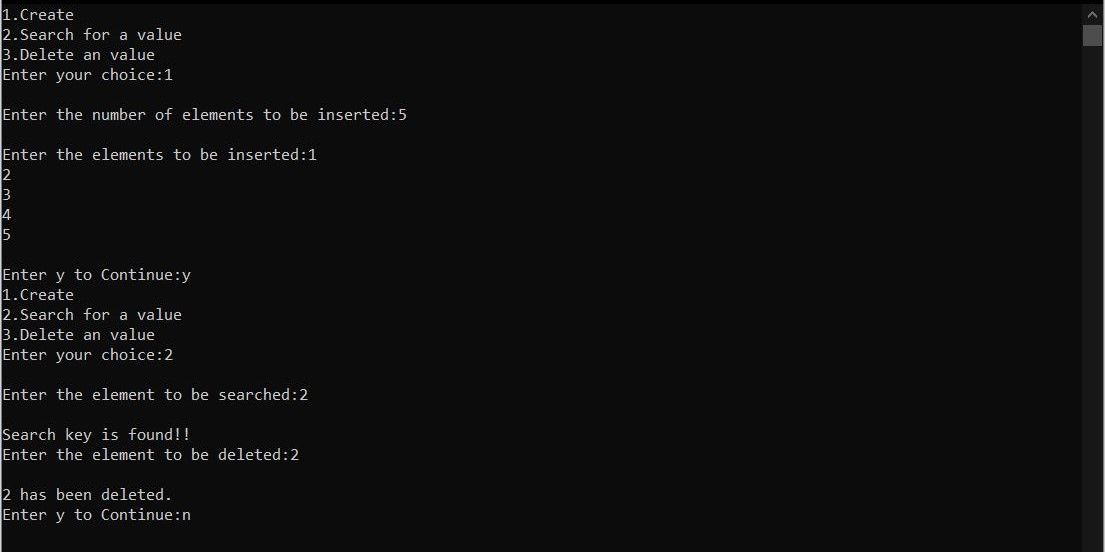 1.Create
2.Search for a value
3.Delete an value
Enter your choice:1
Enter the number of elements to be inserted:5
Enter the elements to be inserted:1
2
3
4
5
Enter y to Continue:y
1.Create
2.Search for a value
3.Delete an value
Enter your choice:2
Enter the element to be searched:2
Search key is found!!
Enter the element to be deleted:2
2 has been deleted.
Enter y to Continue:n